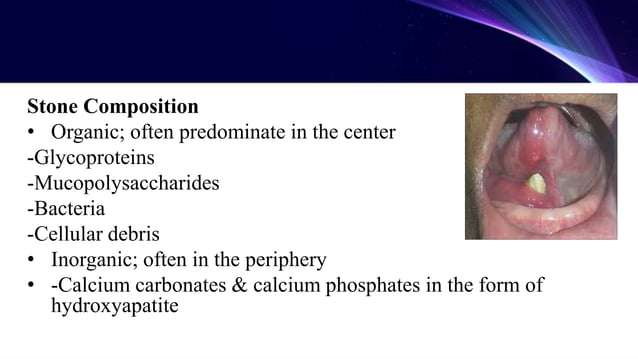 Stone Composition
• Organic; often predominate in the center
-Glycoproteins
-Mucopolysaccharides
-Bacteria
-Cellular debris
• Inorganic; often in the periphery
• -Calcium carbonates & calcium phosphates in the form of
hydroxyapatite